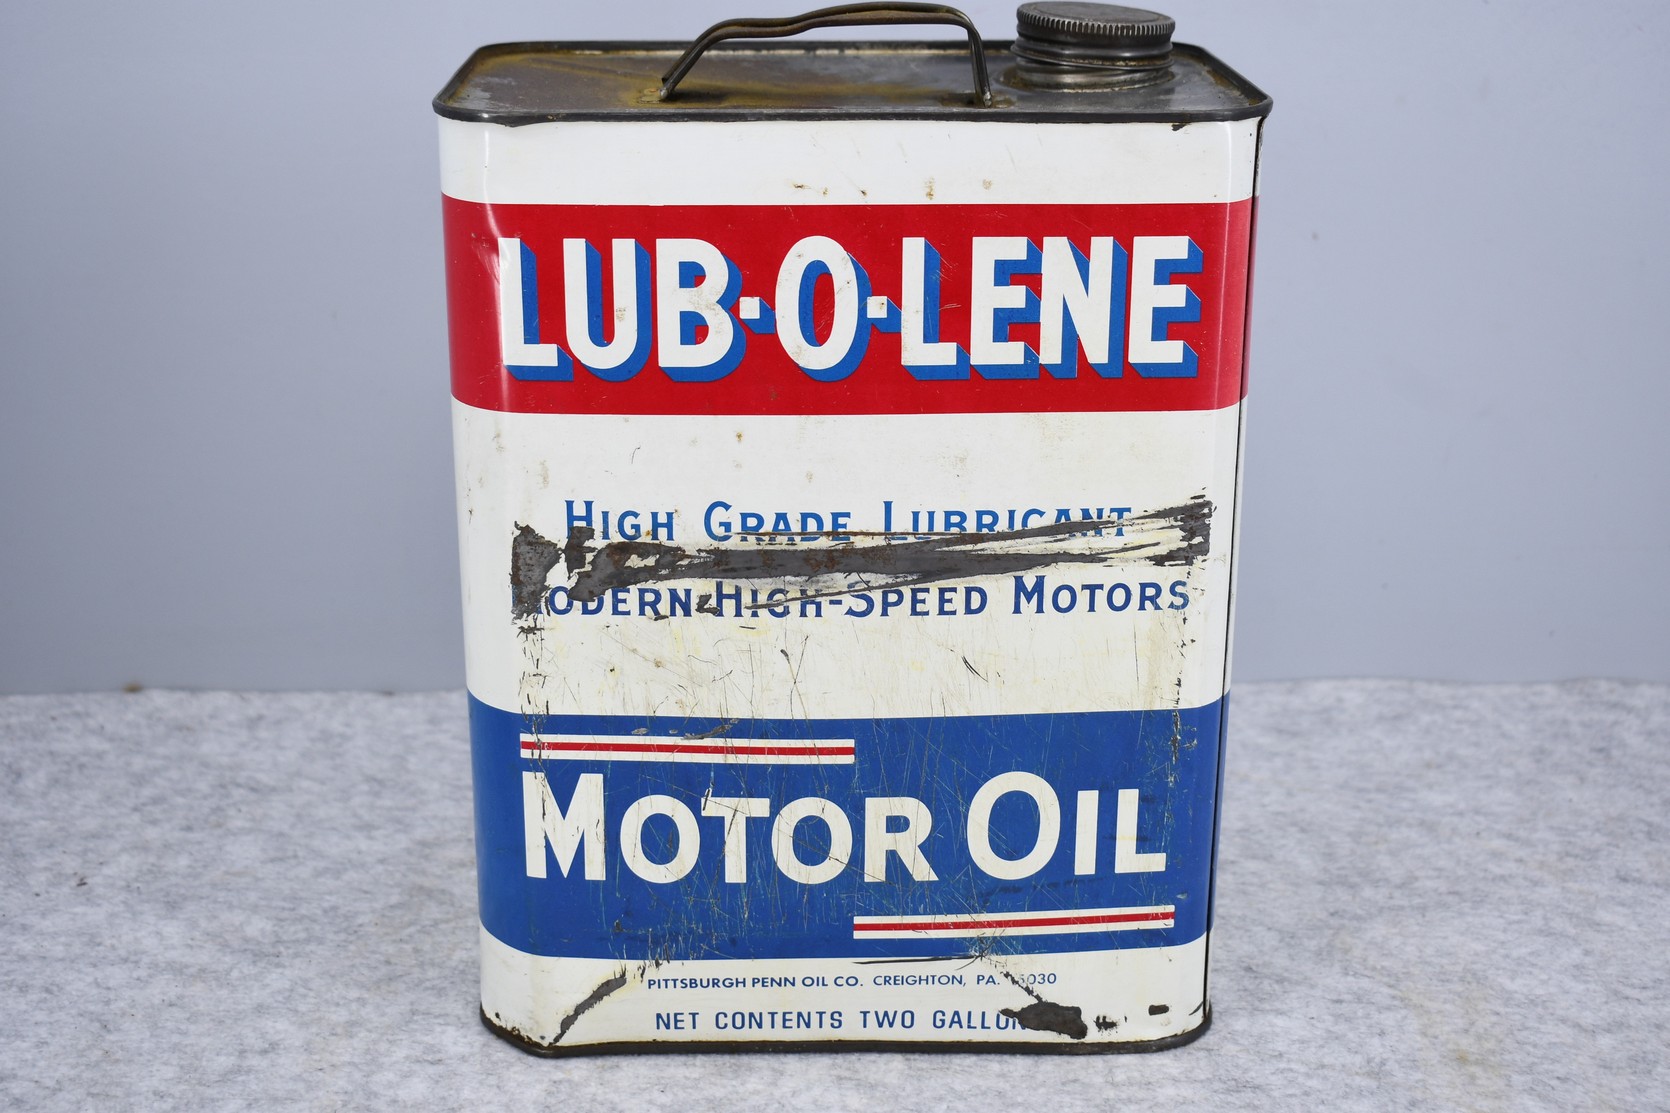 LUB·O·LENE
HIGH GRADE LUBRICANT
MODERN HIGH-SPEED MOTORS
MOTOR OIL
PITTSBURGH PENN OIL CO. CREIGHTON, PA.
NET CONTENTS TWO